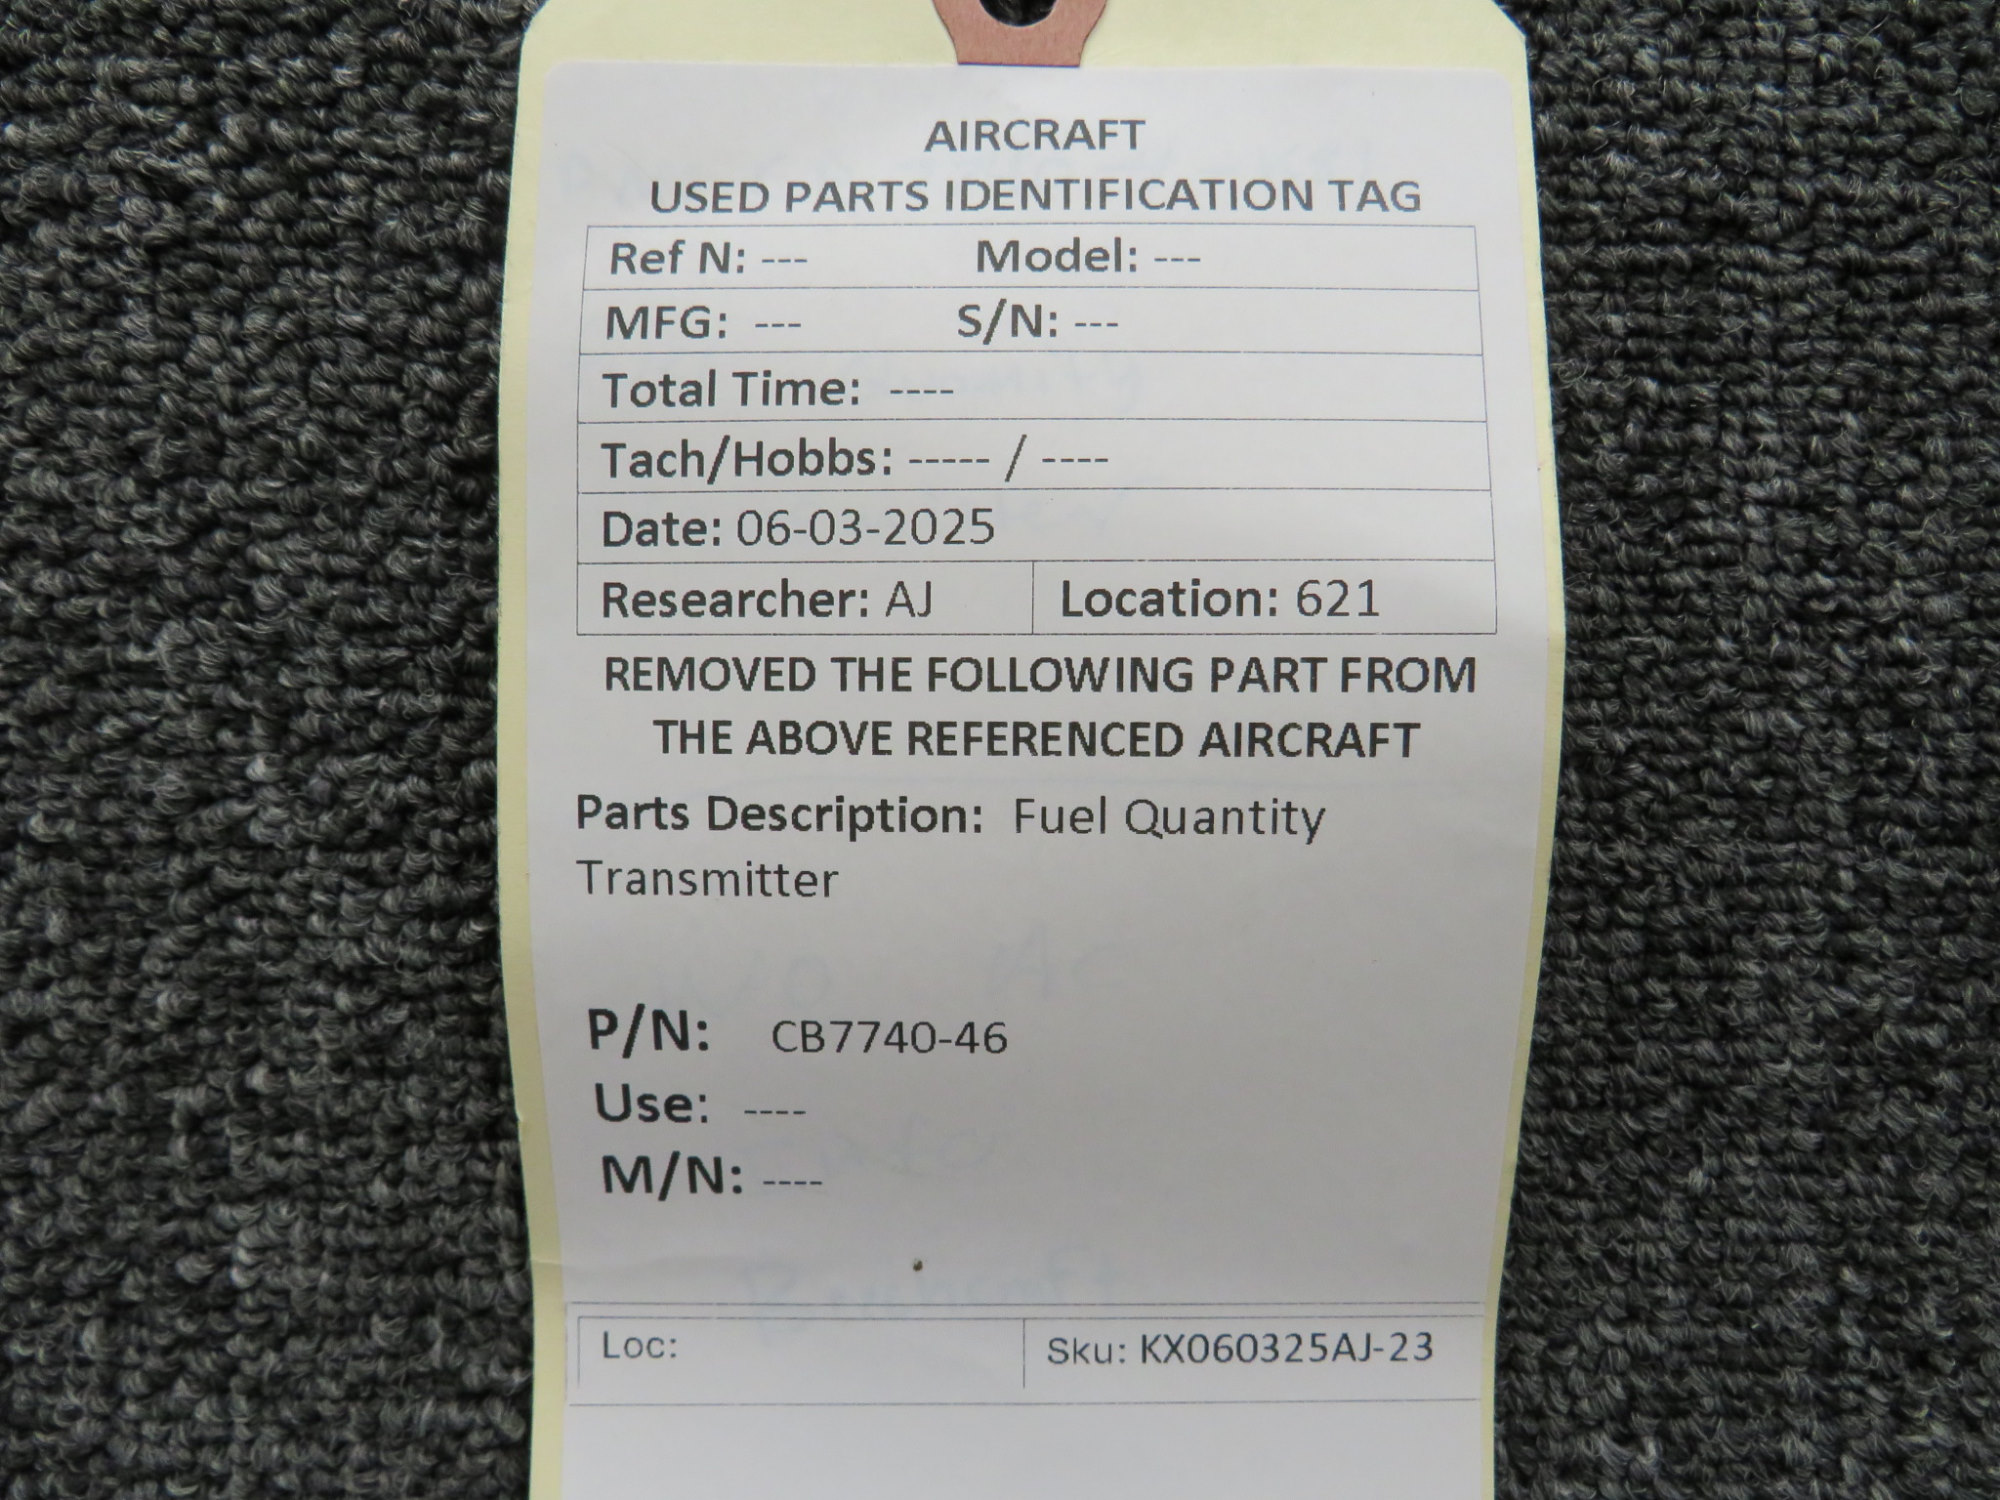 AIRCRAFT
USED PARTS IDENTIFICATION TAG
Ref N: --- Model: ---
MFG: --- S/N: ---
Total Time: ----
Tach/Hobbs: ----- / ----
Date: 06-03-2025
Researcher: AJ Location: 621
REMOVED THE FOLLOWING PART FROM
THE ABOVE REFERENCED AIRCRAFT
Parts Description: Fuel Quantity
Transmitter
P/N: CB7740-46
Use: ----
M/N: ----
Loc: Sku: KX060325AJ-23